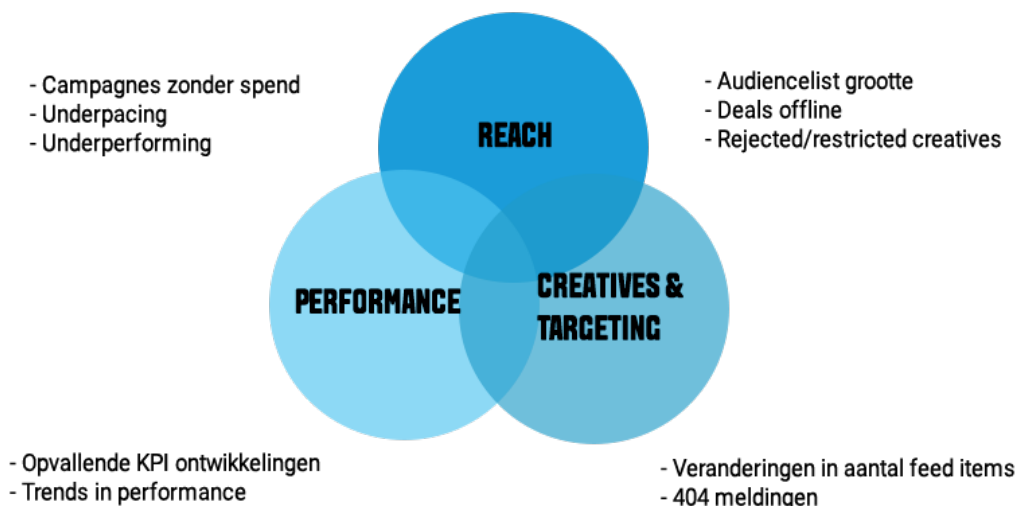 - Campagnes zonder spend
- Underpacing
- Underperforming
- Audiencelist grootte
- Deals offline
- Rejected/restricted creatives
REACH
PERFORMANCE
CREATIVES &
TARGETING
- Opvallende KPI ontwikkelingen
- Trends in performance
- Veranderingen in aantal feed items
- 404 meldingen